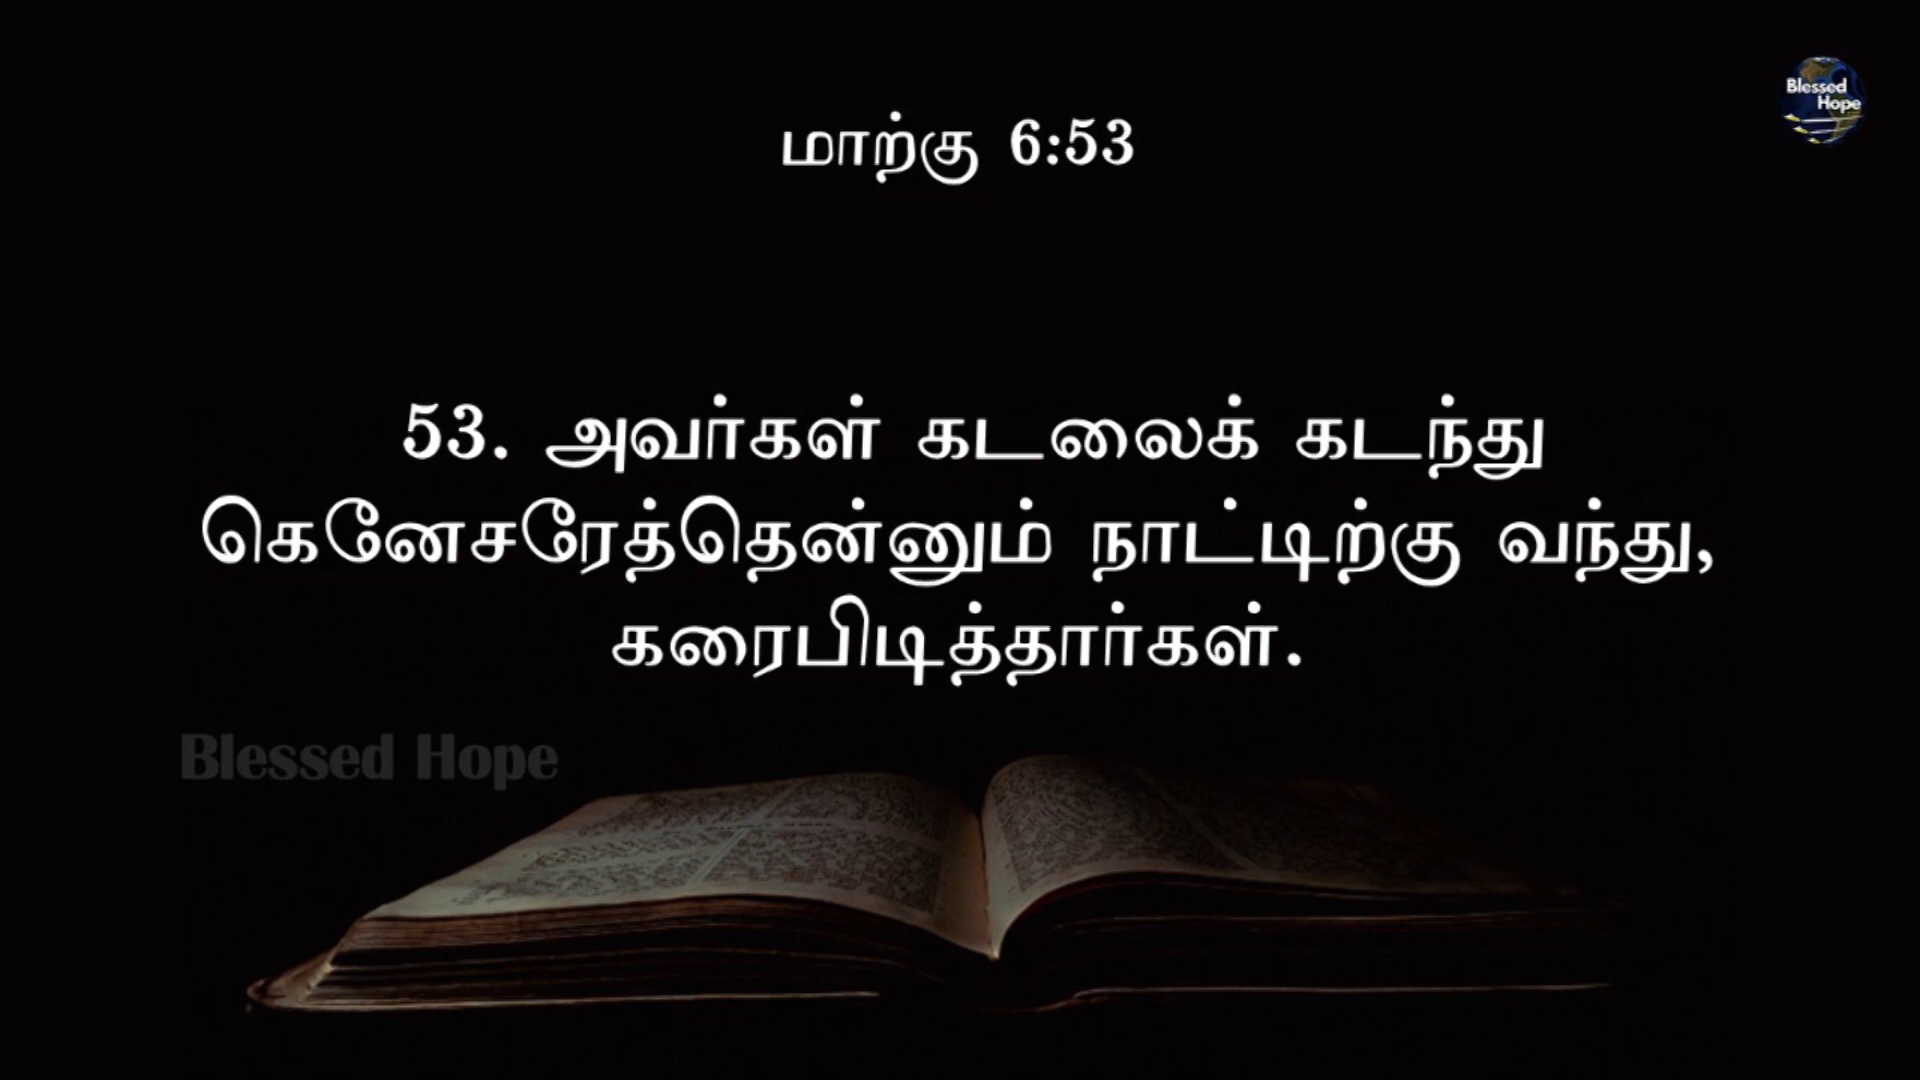 Blessed
Hope
மாற்கு 6:53
53. அவர்கள் கடலைக் கடந்து
கெனேசரேத்தென்னும் நாட்டிற்கு வந்து,
கரைபிடித்தார்கள்.
Blessed Hope